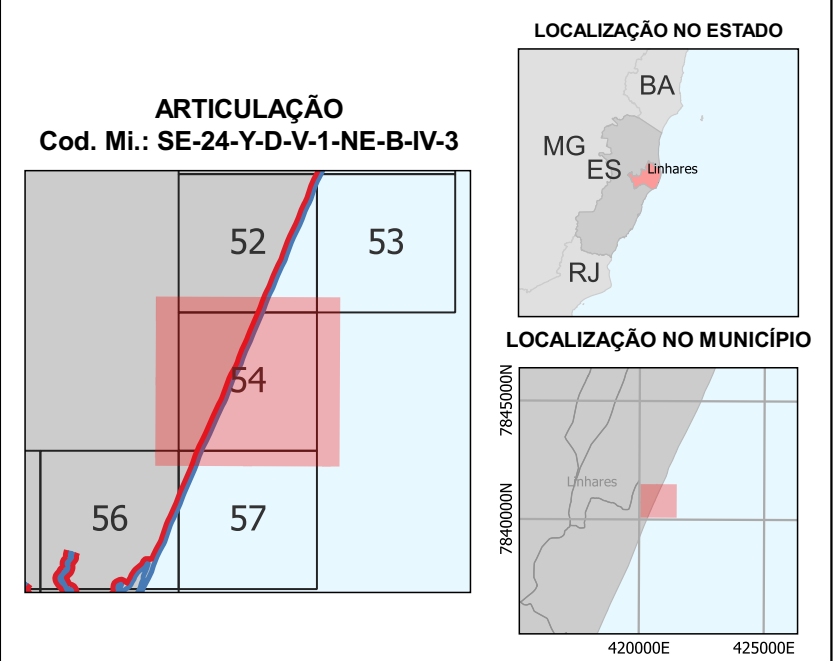 ARTICULAÇÃO
Cod. Mi.: SE-24-Y-D-V-1-NE-B-IV-3
52
53
54
56
57
LOCALIZAÇÃO NO ESTADO
BA
MG
ES
Linhares
RJ
LOCALIZAÇÃO NO MUNICÍPIO
7845000N
Linhares
7840000N
420000E
425000E